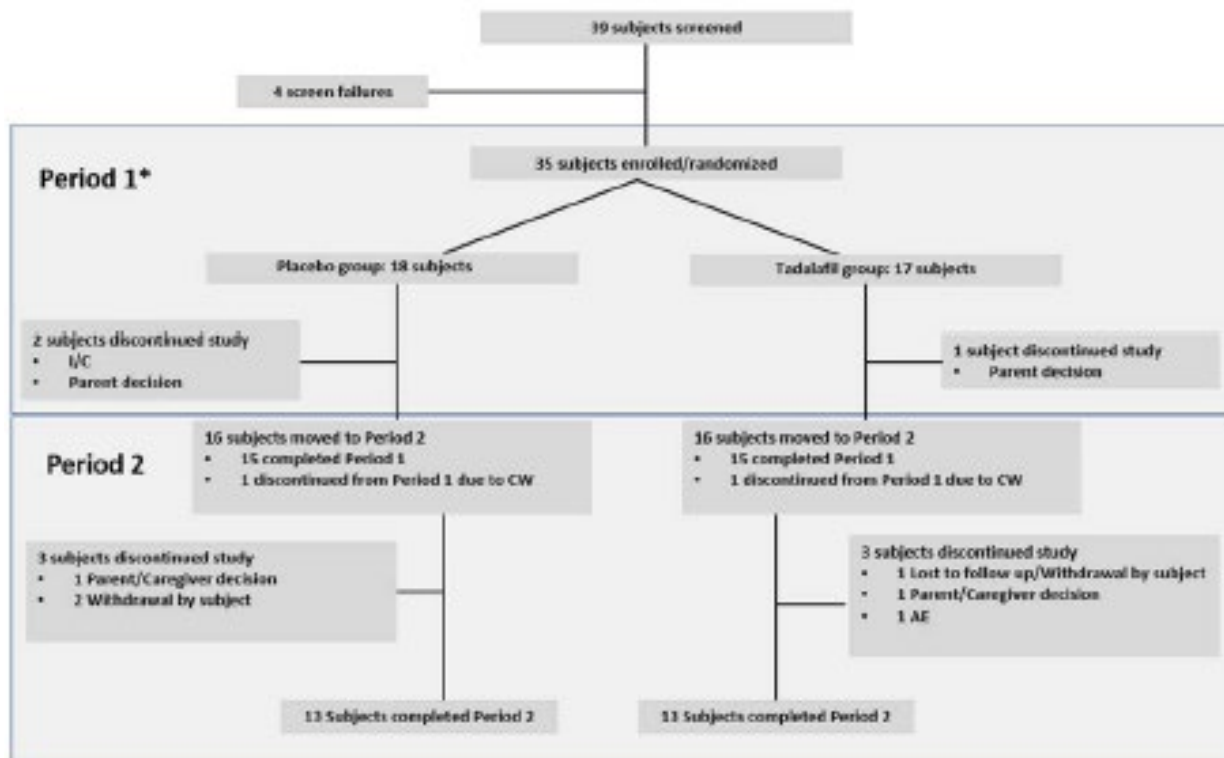 39 subjects screened
4 screen failures
Period 1*
35 subjects enrolled/randomized
Placebo group: 18 subjects
Tadalafil group: 17 subjects
2 subjects discontinued study
• I/C
• Parent decision
1 subject discontinued study
• Parent decision
Period 2
16 subjects moved to Period 2
• 15 completed Period 1
• 1 discontinued from Period 1 due to CW
16 subjects moved to Period 2
• 15 completed Period 1
• 1 discontinued from Period 1 due to CW
3 subjects discontinued study
• 1 Parent/Caregiver decision
• 2 Withdrawal by subject
3 subjects discontinued study
• 1 Lost to follow up/Withdrawal by subject
• 1 Parent/Caregiver decision
• 1 AE
13 Subjects completed Period 2
13 Subjects completed Period 2